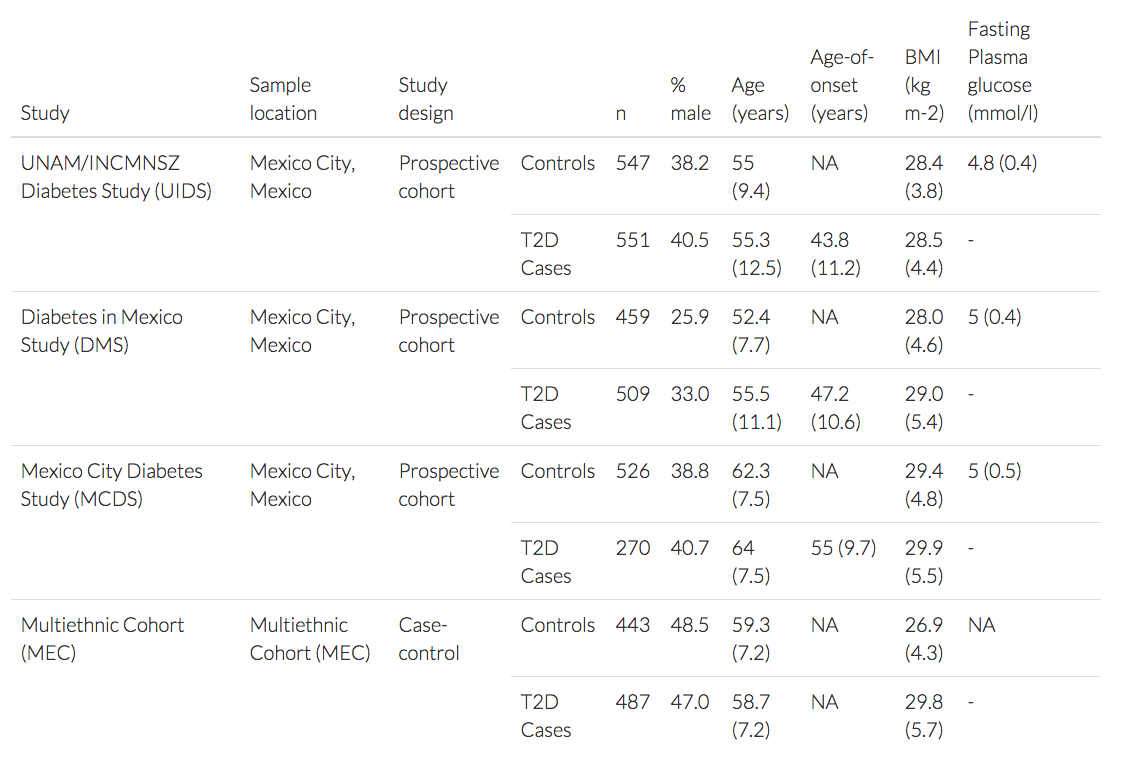 Study Sample location Study design n % male Age (years) Age-of-onset (years) BMI (kg m-2) Fasting Plasma glucose (mmol/l)
UNAM/INCMNSZ Diabetes Study (UIDS) Mexico City, Mexico Prospective cohort Controls 547 38.2 55 (9.4) NA 28.4 (3.8) 4.8 (0.4)
T2D Cases 551 40.5 55.3 (12.5) 43.8 (11.2) 28.5 (4.4) -
Diabetes in Mexico Study (DMS) Mexico City, Mexico Prospective cohort Controls 459 25.9 52.4 (7.7) NA 28.0 (4.6) 5 (0.4)
T2D Cases 509 33.0 55.5 (11.1) 47.2 (10.6) 29.0 (5.4) -
Mexico City Diabetes Study (MCDS) Mexico City, Mexico Prospective cohort Controls 526 38.8 62.3 (7.5) NA 29.4 (4.8) 5 (0.5)
T2D Cases 270 40.7 64 (7.5) 55 (9.7) 29.9 (5.5) -
Multiethnic Cohort (MEC) Multiethnic Cohort (MEC) Case-control Controls 443 48.5 59.3 (7.2) NA 26.9 (4.3) NA
T2D Cases 487 47.0 58.7 (7.2) NA 29.8 (5.7) -